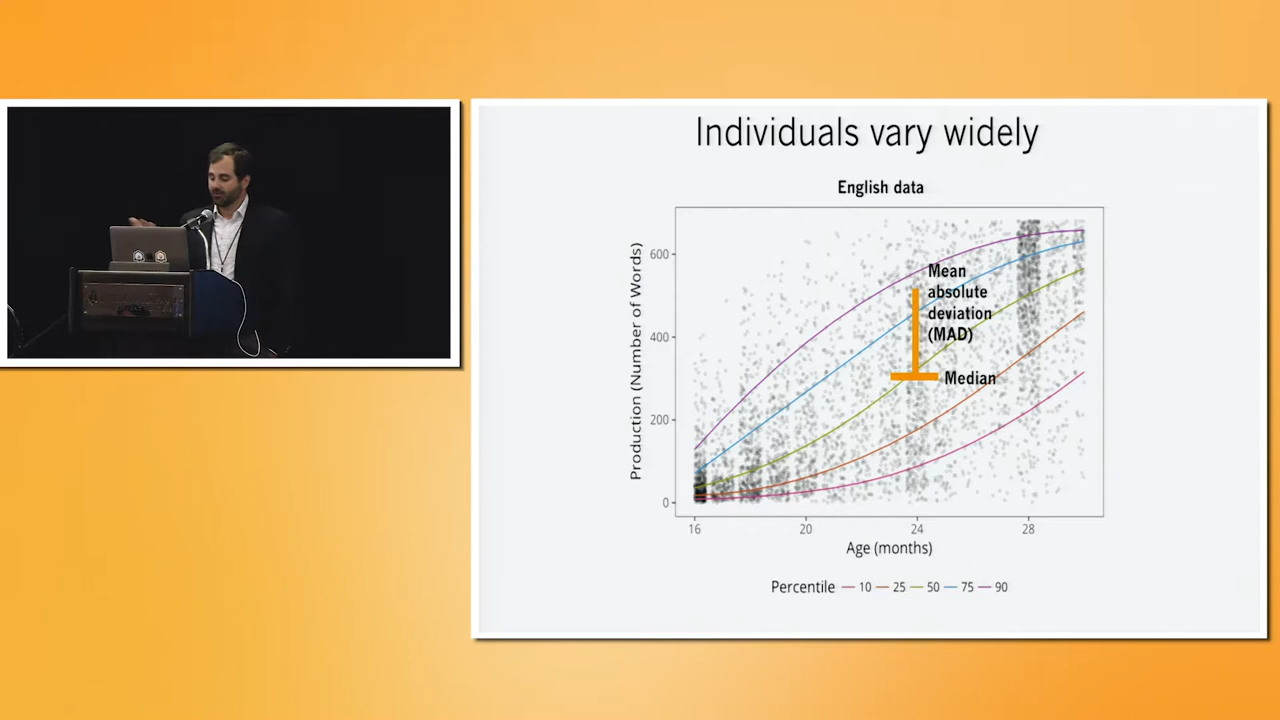 Individuals vary widely
English data
Production (Number of Words)
600
400
200
0
Mean
absolute
deviation
(MAD)
Median
16 20 24 28
Age (months)
Percentile 10 25 50 75 90